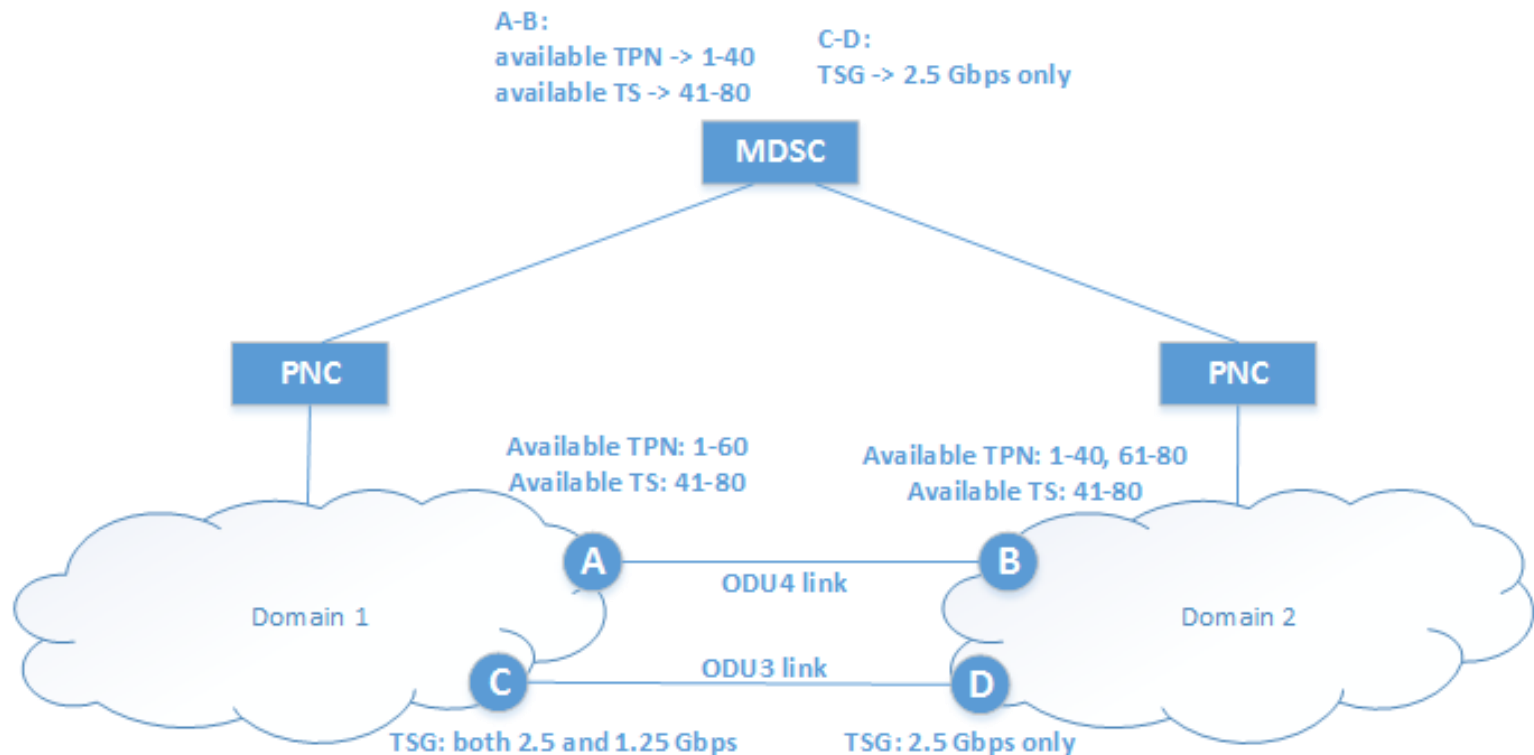 A-B:
available TPN -> 1-40
available TS -> 41-80
C-D:
TSG -> 2.5 Gbps only
MDSC
PNC
PNC
Available TPN: 1-60
Available TS: 41-80
Available TPN: 1-40, 61-80
Available TS: 41-80
A
B
ODU4 link
Domain 1
Domain 2
ODU3 link
C
D
TSG: both 2.5 and 1.25 Gbps
TSG: 2.5 Gbps only